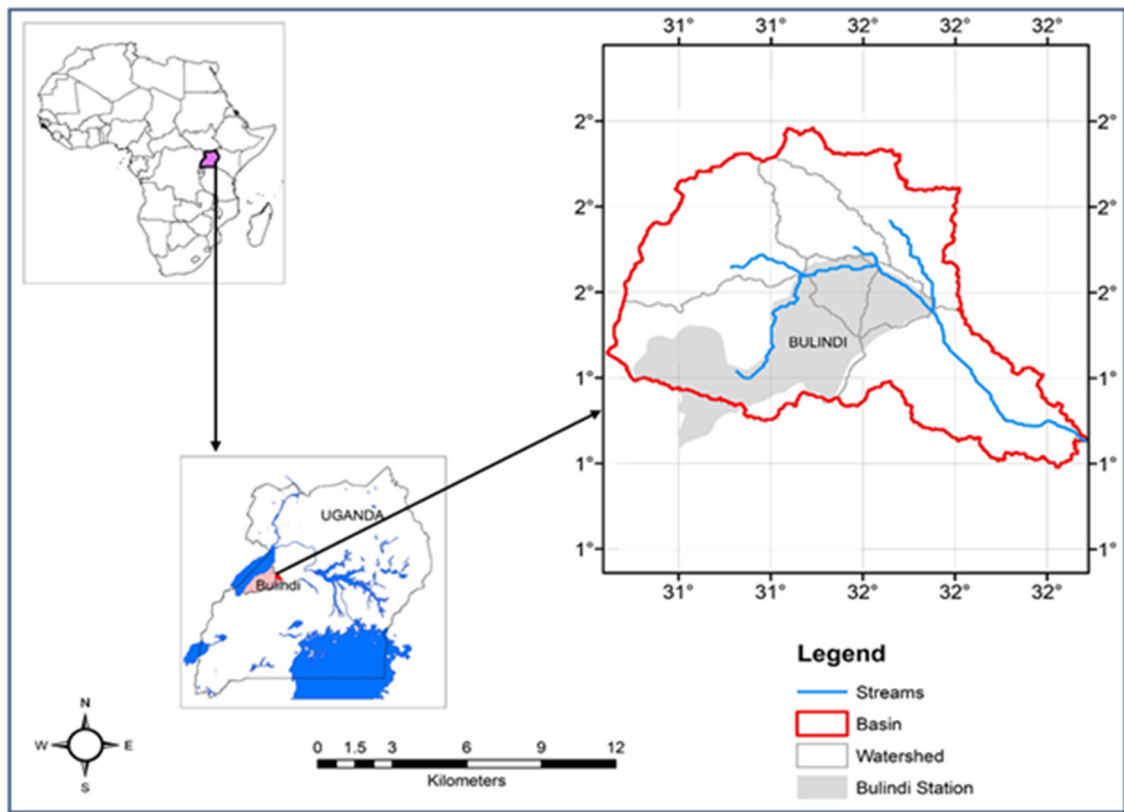 31° 31° 32° 32° 32°
2° 2°
2° 2°
2° 2°
BULINDI
1° 1°
1° 1°
1° 1°
31° 31° 32° 32° 32°
UGANDA
Bulindi
Legend
Streams
Basin
Watershed
Bulindi Station
N
W E
S
0 1.5 3 6 9 12
Kilometers